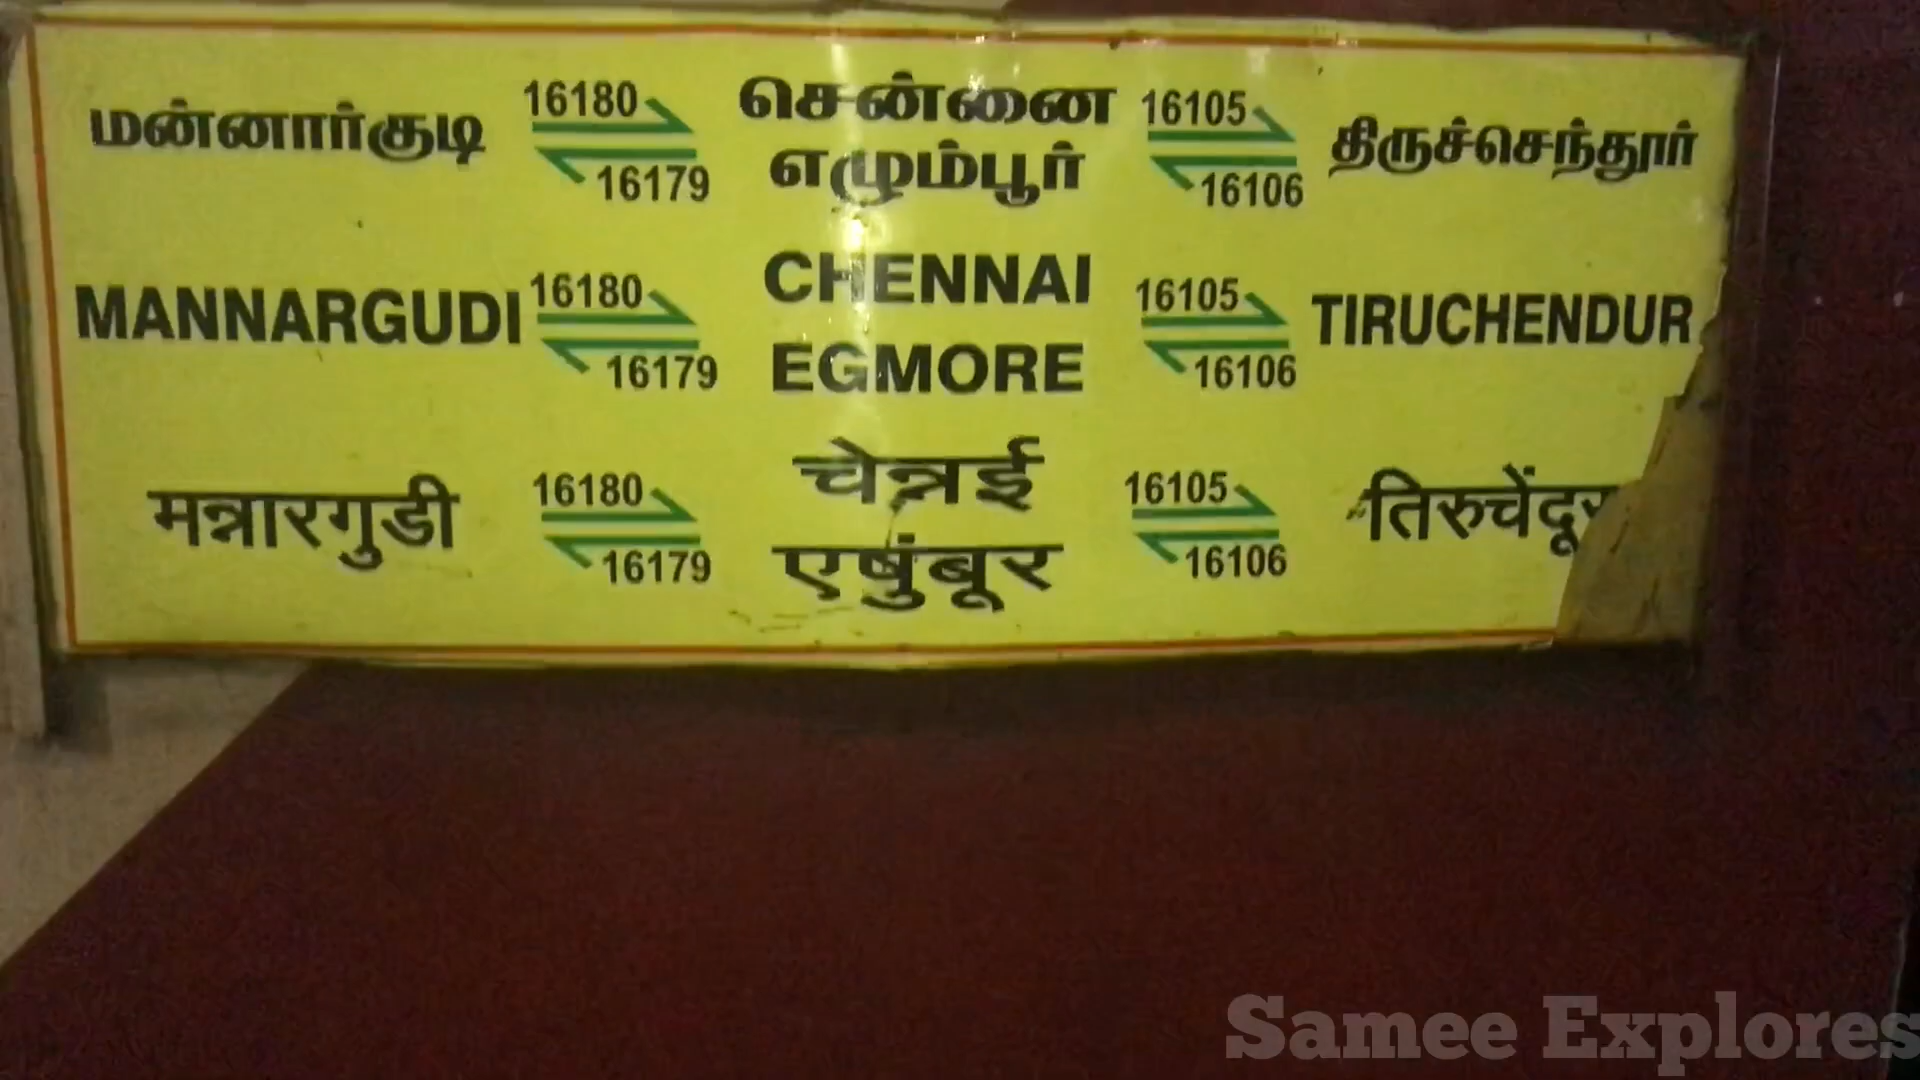 மன்னார்குடி 16180 16179 சென்னை எழும்பூர் 16105 16106 திருச்செந்தூர்
MANNARGUDI 16180 16179 CHENNAI EGMORE 16105 16106 TIRUCHENDUR
मन्नारगुडी 16180 16179 चेन्नई एषुंबूर 16105 16106 तिरुचेंदूर
Samee Explores